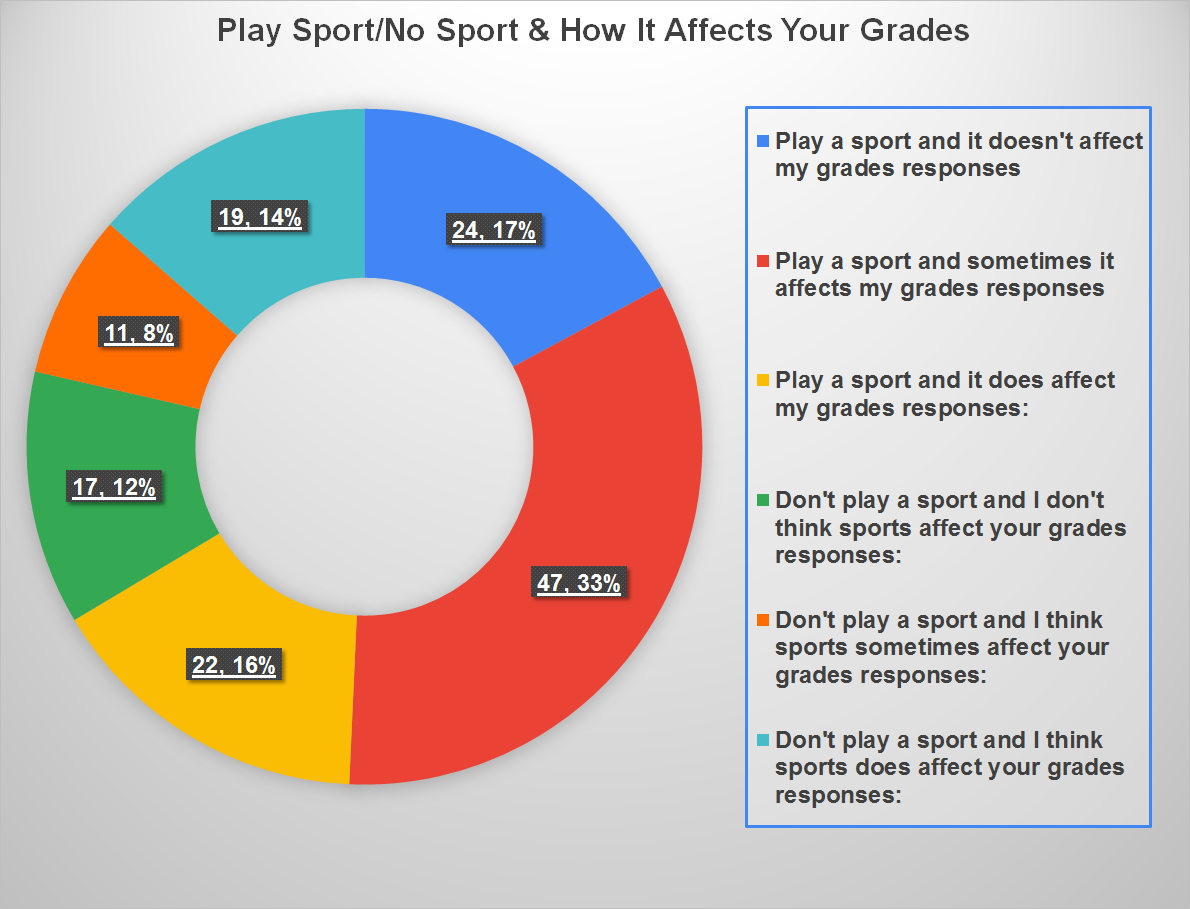 Play Sport/No Sport & How It Affects Your Grades
19, 14%
24, 17%
11, 8%
17, 12%
47, 33%
22, 16%
Play a sport and it doesn't affect
my grades responses
Play a sport and sometimes it
affects my grades responses
Play a sport and it does affect
my grades responses:
Don't play a sport and I don't
think sports affect your grades
responses:
Don't play a sport and I think
sports sometimes affect your
grades responses:
Don't play a sport and I think
sports does affect your grades
responses: